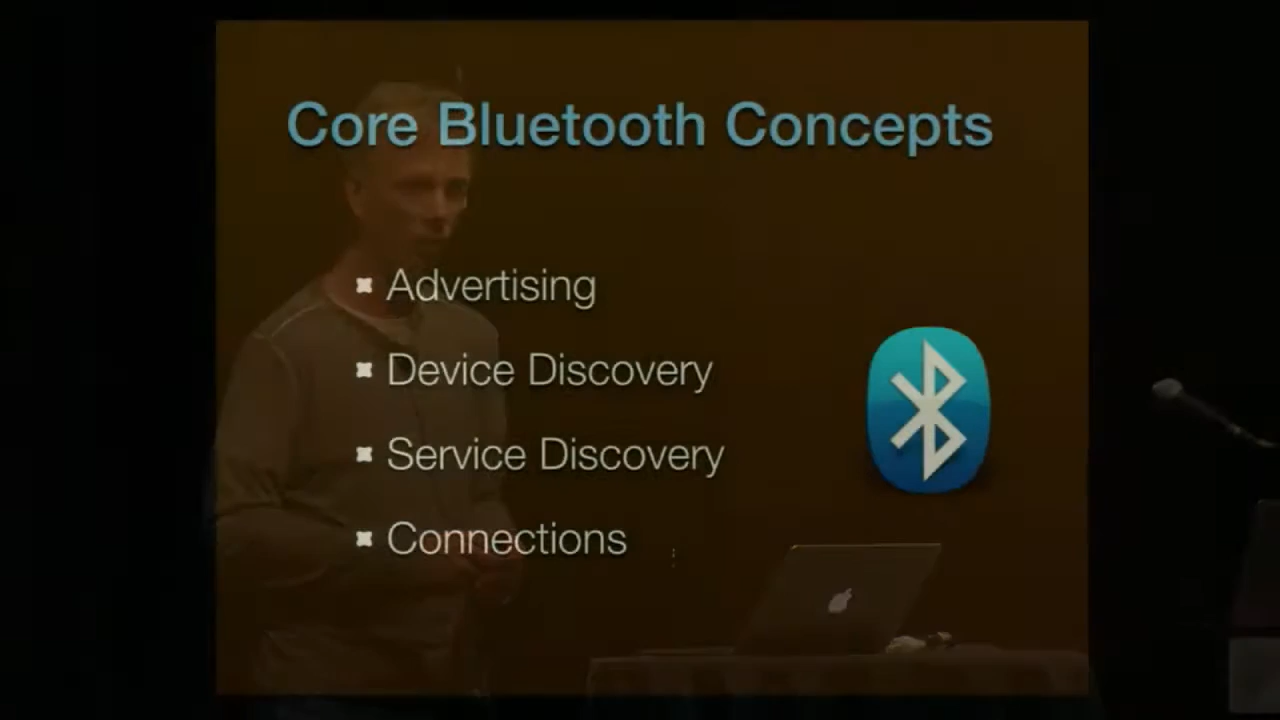 Core Bluetooth Concepts
Advertising
Device Discovery
Service Discovery
Connections